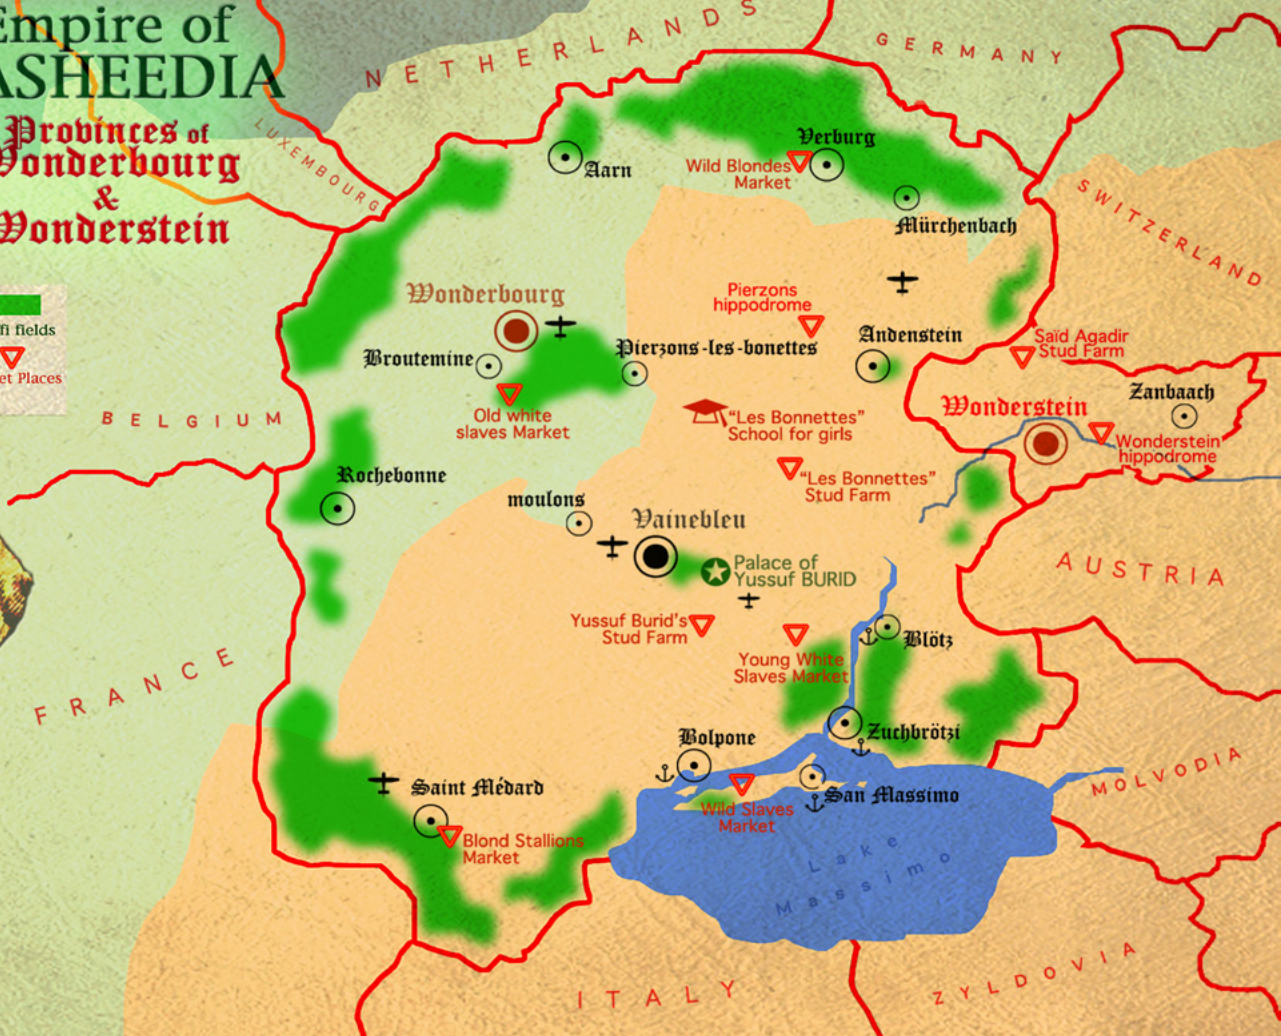 Empire of
ASHEEDIA
Provinces of
Wonderbourg
&
Wonderstein
fi fields
et Places
NETHERLANDS
GERMANY
LUXEMBOURG
SWITZERLAND
BELGIUM
FRANCE
AUSTRIA
MOLVODIA
ZYLDOVIA
ITALY
Aarn
Verburg
Wild Blondes
Market
Mürchenbach
Wonderbourg
Broutemine
Old white
slaves Market
Pierzons-les-bonettes
Pierzons
hippodrome
Andenstein
Saïd Agadir
Stud Farm
Zanbaach
Wonderstein
Wonderstein
hippodrome
"Les Bonnettes"
School for girls
"Les Bonnettes"
Stud Farm
Rochebonne
moulons
Vainebleu
Palace of
Yussuf BURID
Yussuf Burid's
Stud Farm
Young White
Slaves Market
Blötz
Zuchbrötzi
Bolpone
San Massimo
Wild Slaves
Market
Saint Médard
Blond Stallions
Market
Lake
Massimo